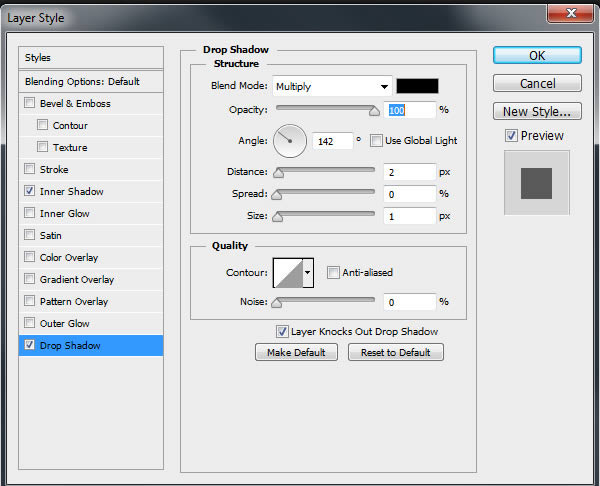 Layer Style
Styles
Blending Options: Default
Bevel & Emboss
Contour
Texture
Stroke
Inner Shadow
Inner Glow
Satin
Color Overlay
Gradient Overlay
Pattern Overlay
Outer Glow
Drop Shadow
Drop Shadow
Structure
Blend Mode: Multiply
Opacity: 100 %
Angle: 142 ° Use Global Light
Distance: 2 px
Spread: 0 %
Size: 1 px
Quality
Contour: Anti-aliased
Noise: 0 %
Layer Knocks Out Drop Shadow
Make Default Reset to Default
OK
Cancel
New Style...
Preview